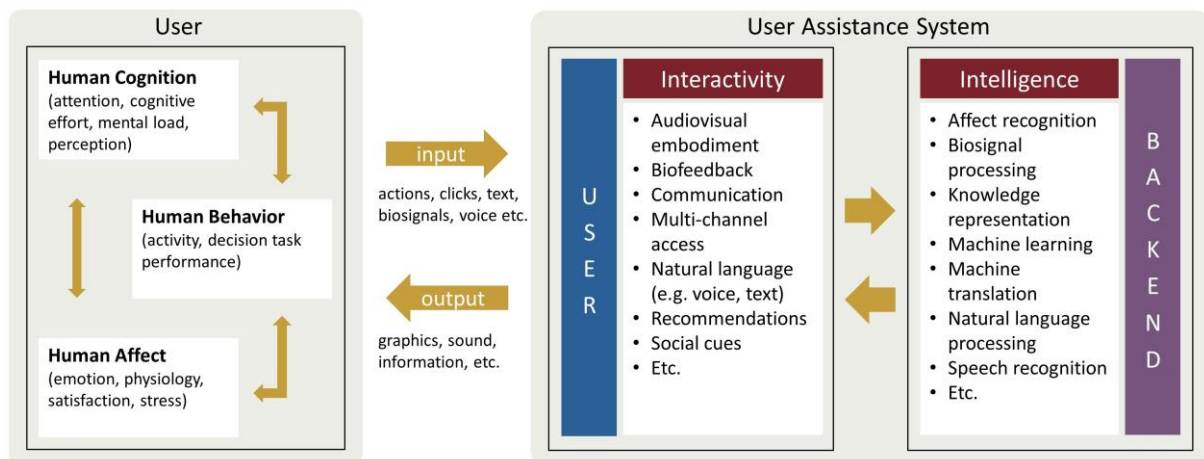 User
Human Cognition
(attention, cognitive
effort, mental load,
perception)
Human Behavior
(activity, decision task
performance)
Human Affect
(emotion, physiology,
satisfaction, stress)
input
actions, clicks, text,
biosignals, voice etc.
output
graphics, sound,
information, etc.
User Assistance System
USER
Interactivity
• Audiovisual
embodiment
• Biofeedback
• Communication
• Multi-channel
access
• Natural language
(e.g. voice, text)
• Recommendations
• Social cues
• Etc.
Intelligence
• Affect recognition
• Biosignal
processing
• Knowledge
representation
• Machine learning
• Machine
translation
• Natural language
processing
• Speech recognition
• Etc.
BACKEND